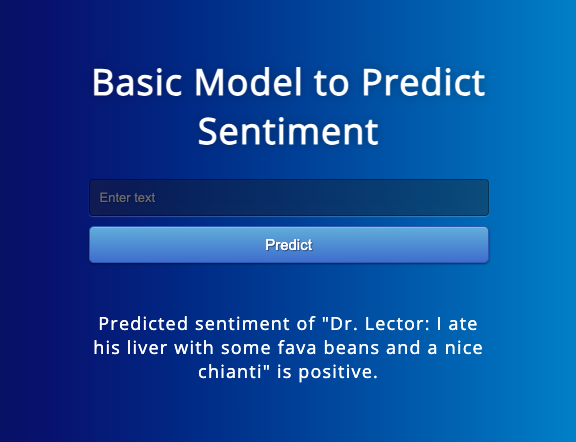 Basic Model to Predict
Sentiment
Enter text
Predict
Predicted sentiment of "Dr. Lector: I ate
his liver with some fava beans and a nice
chianti" is positive.